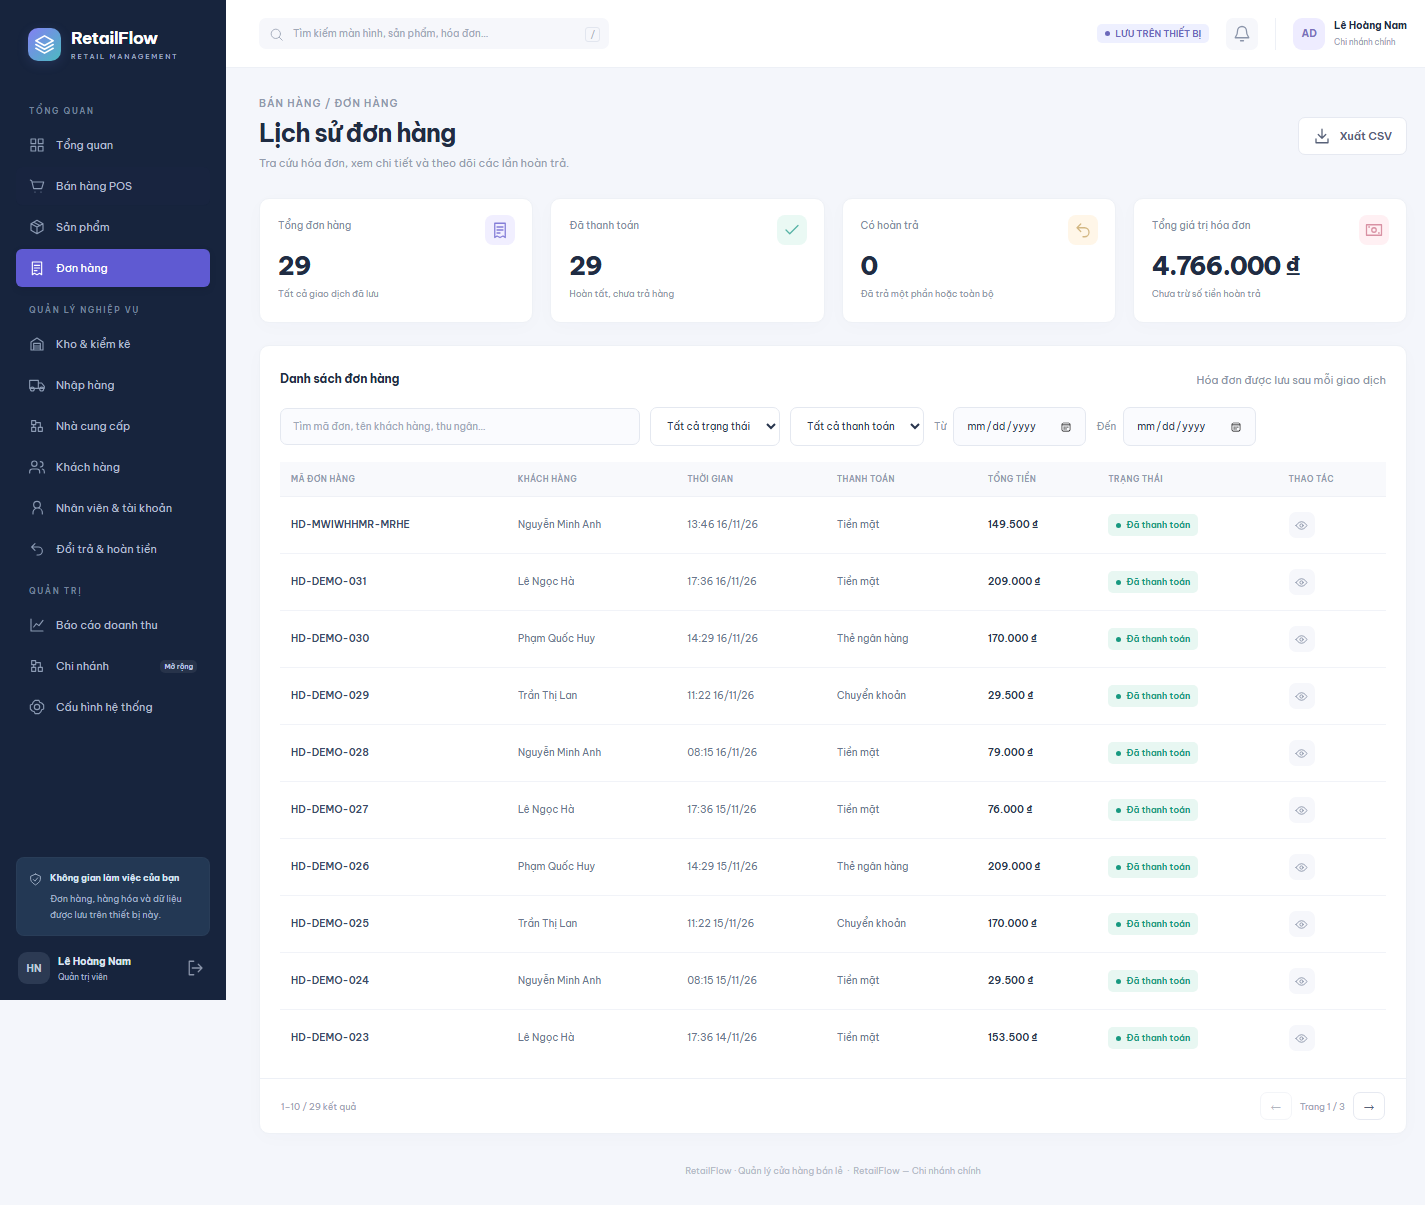 RetailFlow
RETAIL MANAGEMENT
TỔNG QUAN
Tổng quan
Bán hàng POS
Sản phẩm
Đơn hàng
QUẢN LÝ NGHIỆP VỤ
Kho & kiểm kê
Nhập hàng
Nhà cung cấp
Khách hàng
Nhân viên & tài khoản
Đổi trả & hoàn tiền
QUẢN TRỊ
Báo cáo doanh thu
Chi nhánh Mở rộng
Cấu hình hệ thống
Không gian làm việc của bạn
Đơn hàng, hàng hóa và dữ liệu
được lưu trên thiết bị này.
HN Lê Hoàng Nam
Quản trị viên
Tìm kiếm màn hình, sản phẩm, hóa đơn... /
LƯU TRÊN THIẾT BỊ
AD Lê Hoàng Nam
Chi nhánh chính
BÁN HÀNG / ĐƠN HÀNG
Lịch sử đơn hàng
Tra cứu hóa đơn, xem chi tiết và theo dõi các lần hoàn trả.
Xuất CSV
Tổng đơn hàng
29
Tất cả giao dịch đã lưu
Đã thanh toán
29
Hoàn tất, chưa trả hàng
Có hoàn trả
0
Đã trả một phần hoặc toàn bộ
Tổng giá trị hóa đơn
4.766.000 ₫
Chưa trừ số tiền hoàn trả
Danh sách đơn hàng
Hóa đơn được lưu sau mỗi giao dịch
Tìm mã đơn, tên khách hàng, thu ngân... Tất cả trạng thái Tất cả thanh toán Từ mm/dd/yyyy Đến mm/dd/yyyy
MÃ ĐƠN HÀNG KHÁCH HÀNG THỜI GIAN THANH TOÁN TỔNG TIỀN TRẠNG THÁI THAO TÁC
HD-MWIWHHMR-MRHE Nguyễn Minh Anh 13:46 16/11/26 Tiền mặt 149.500 ₫ Đã thanh toán
HD-DEMO-031 Lê Ngọc Hà 17:36 16/11/26 Tiền mặt 209.000 ₫ Đã thanh toán
HD-DEMO-030 Phạm Quốc Huy 14:29 16/11/26 Thẻ ngân hàng 170.000 ₫ Đã thanh toán
HD-DEMO-029 Trần Thị Lan 11:22 16/11/26 Chuyển khoản 29.500 ₫ Đã thanh toán
HD-DEMO-028 Nguyễn Minh Anh 08:15 16/11/26 Tiền mặt 79.000 ₫ Đã thanh toán
HD-DEMO-027 Lê Ngọc Hà 17:36 15/11/26 Tiền mặt 76.000 ₫ Đã thanh toán
HD-DEMO-026 Phạm Quốc Huy 14:29 15/11/26 Thẻ ngân hàng 209.000 ₫ Đã thanh toán
HD-DEMO-025 Trần Thị Lan 11:22 15/11/26 Chuyển khoản 170.000 ₫ Đã thanh toán
HD-DEMO-024 Nguyễn Minh Anh 08:15 15/11/26 Tiền mặt 29.500 ₫ Đã thanh toán
HD-DEMO-023 Lê Ngọc Hà 17:36 14/11/26 Tiền mặt 153.500 ₫ Đã thanh toán
1–10 / 29 kết quả
← Trang 1 / 3 →
RetailFlow · Quản lý cửa hàng bán lẻ · RetailFlow — Chi nhánh chính